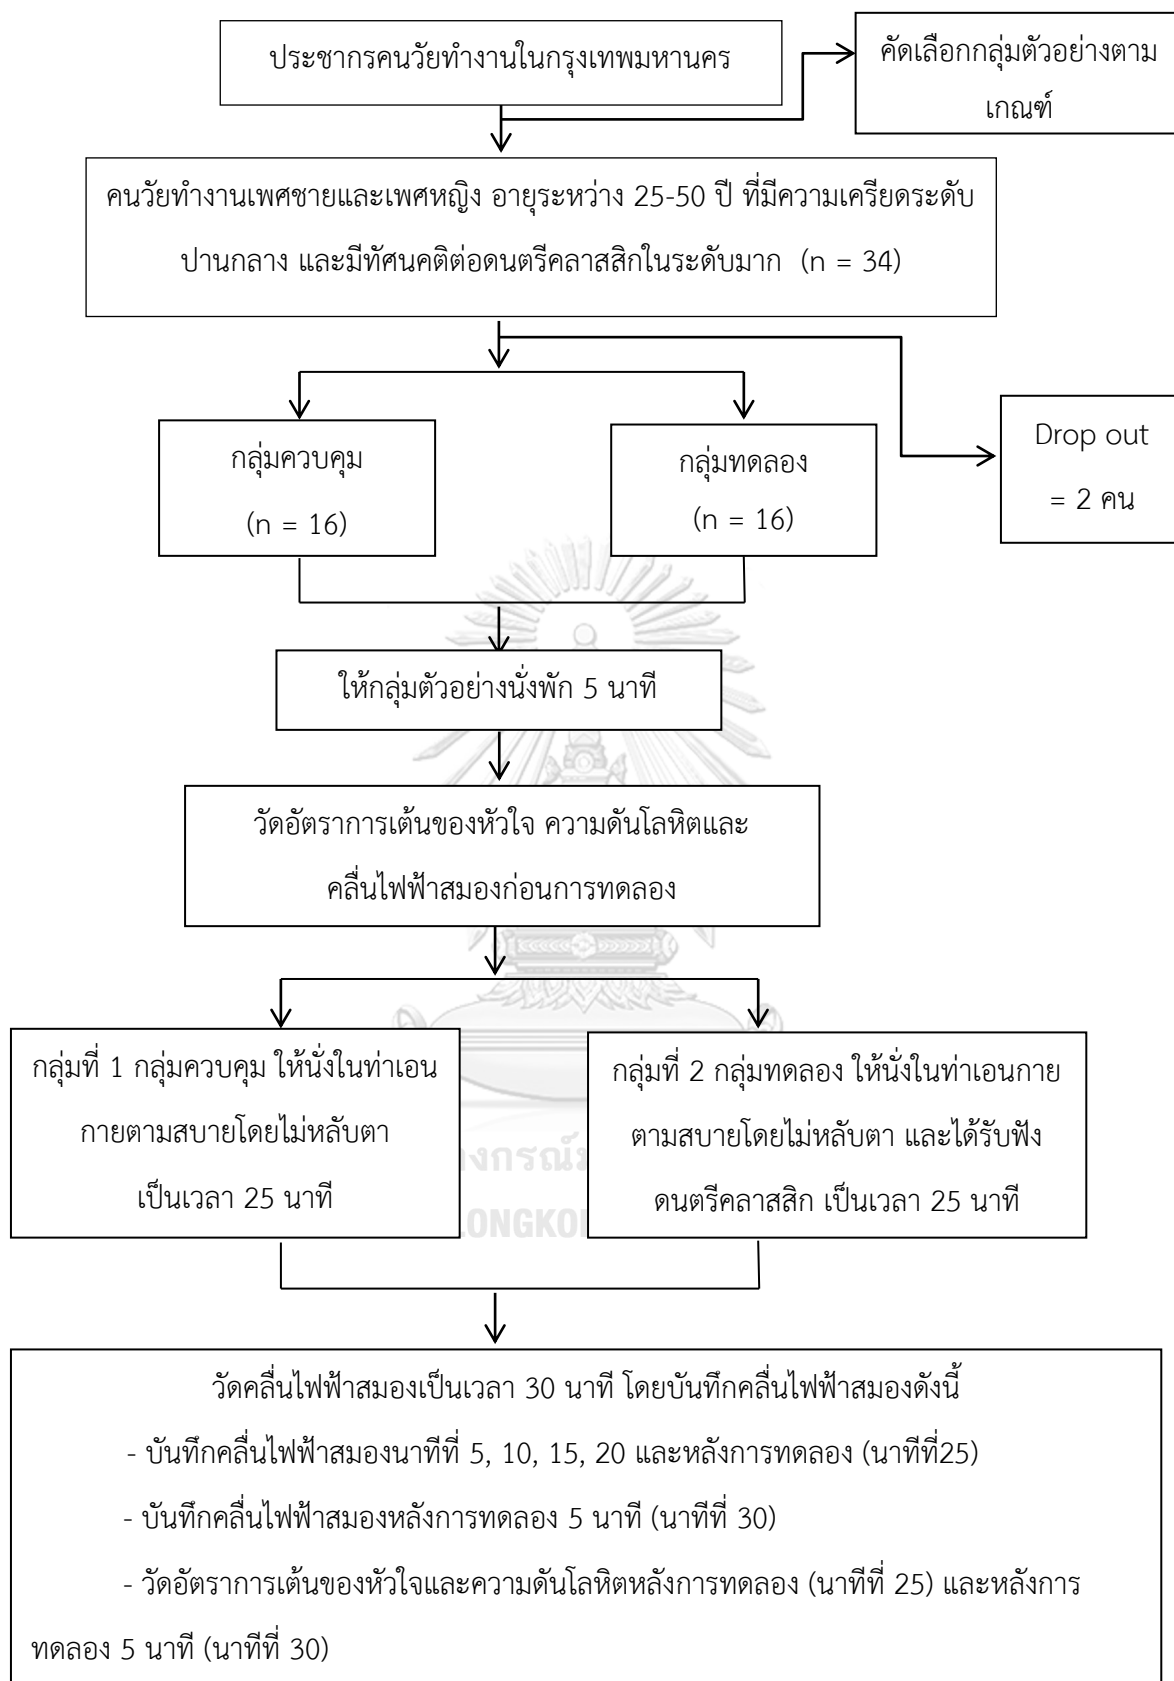 ประชากรคนวัยทำงานในกรุงเทพมหานคร
คัดเลือกกลุ่มตัวอย่างตาม
เกณฑ์
คนวัยทำงานเพศชายและเพศหญิง อายุระหว่าง 25-50 ปี ที่มีความเครียดระดับ
ปานกลาง และมีทัศนคติต่อดนตรีคลาสสิกในระดับมาก (n = 34)
กลุ่มควบคุม
(n = 16)
กลุ่มทดลอง
(n = 16)
Drop out
= 2 คน
ให้กลุ่มตัวอย่างนั่งพัก 5 นาที
วัดอัตราการเต้นของหัวใจ ความดันโลหิตและ
คลื่นไฟฟ้าสมองก่อนการทดลอง
กลุ่มที่ 1 กลุ่มควบคุม ให้นั่งในท่าเอน
กายตามสบายโดยไม่หลับตา
เป็นเวลา 25 นาที
กลุ่มที่ 2 กลุ่มทดลอง ให้นั่งในท่าเอนกาย
ตามสบายโดยไม่หลับตา และได้รับฟัง
ดนตรีคลาสสิก เป็นเวลา 25 นาที
วัดคลื่นไฟฟ้าสมองเป็นเวลา 30 นาที โดยบันทึกคลื่นไฟฟ้าสมองดังนี้
- บันทึกคลื่นไฟฟ้าสมองนาทีที่ 5, 10, 15, 20 และหลังการทดลอง (นาทีที่25)
- บันทึกคลื่นไฟฟ้าสมองหลังการทดลอง 5 นาที (นาทีที่ 30)
- วัดอัตราการเต้นของหัวใจและความดันโลหิตหลังการทดลอง (นาทีที่ 25) และหลังการ
ทดลอง 5 นาที (นาทีที่ 30)